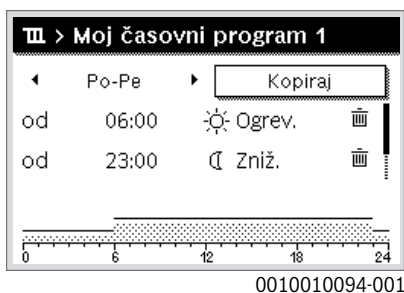 > Moj časovni program 1
Po-Pe Kopiraj
od 06:00 Ogrev.
od 23:00 Zniž.
0 6 12 18 24
0010010094-001